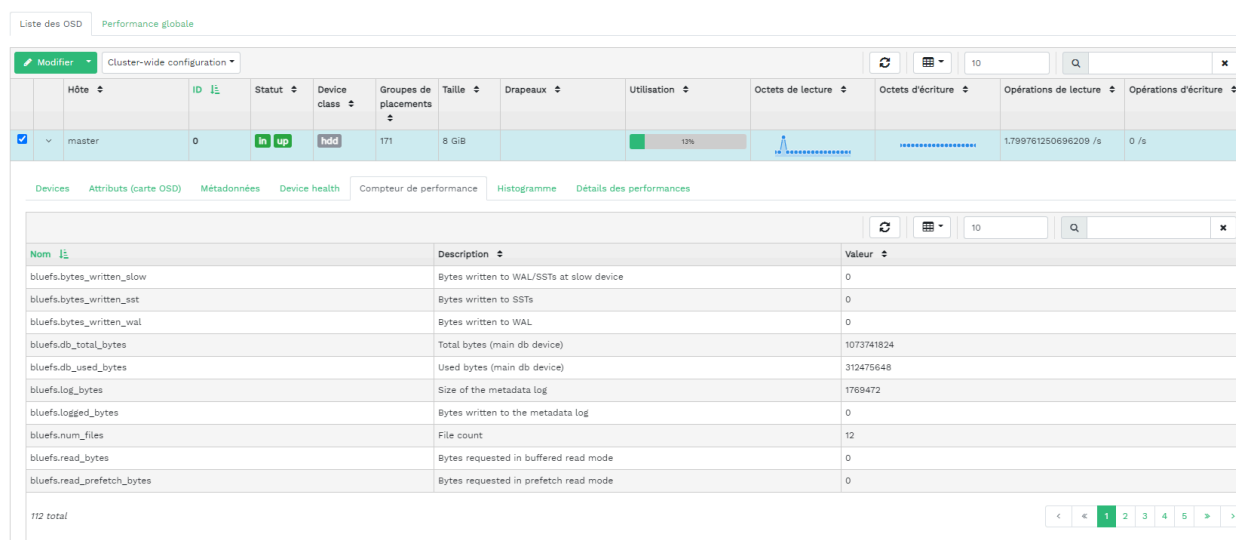 Liste des OSD Performance globale
Modifier Cluster-wide configuration 10
Hôte ID Statut Device class Groupes de placements Taille Drapeaux Utilisation Octets de lecture Octets d'écriture Opérations de lecture Opérations d'écriture
master 0 in up hdd 171 8 GiB 13% 1.799761250696209 /s 0 /s
Devices Attributs (carte OSD) Métadonnées Device health Compteur de performance Histogramme Détails des performances
10
Nom Description Valeur
bluefs.bytes_written_slow Bytes written to WAL/SSTs at slow device 0
bluefs.bytes_written_sst Bytes written to SSTs 0
bluefs.bytes_written_wal Bytes written to WAL 0
bluefs.db_total_bytes Total bytes (main db device) 1073741824
bluefs.db_used_bytes Used bytes (main db device) 312475648
bluefs.log_bytes Size of the metadata log 1769472
bluefs.logged_bytes Bytes written to the metadata log 0
bluefs.num_files File count 12
bluefs.read_bytes Bytes requested in buffered read mode 0
bluefs.read_prefetch_bytes Bytes requested in prefetch read mode 0
112 total < « 1 2 3 4 5 » >